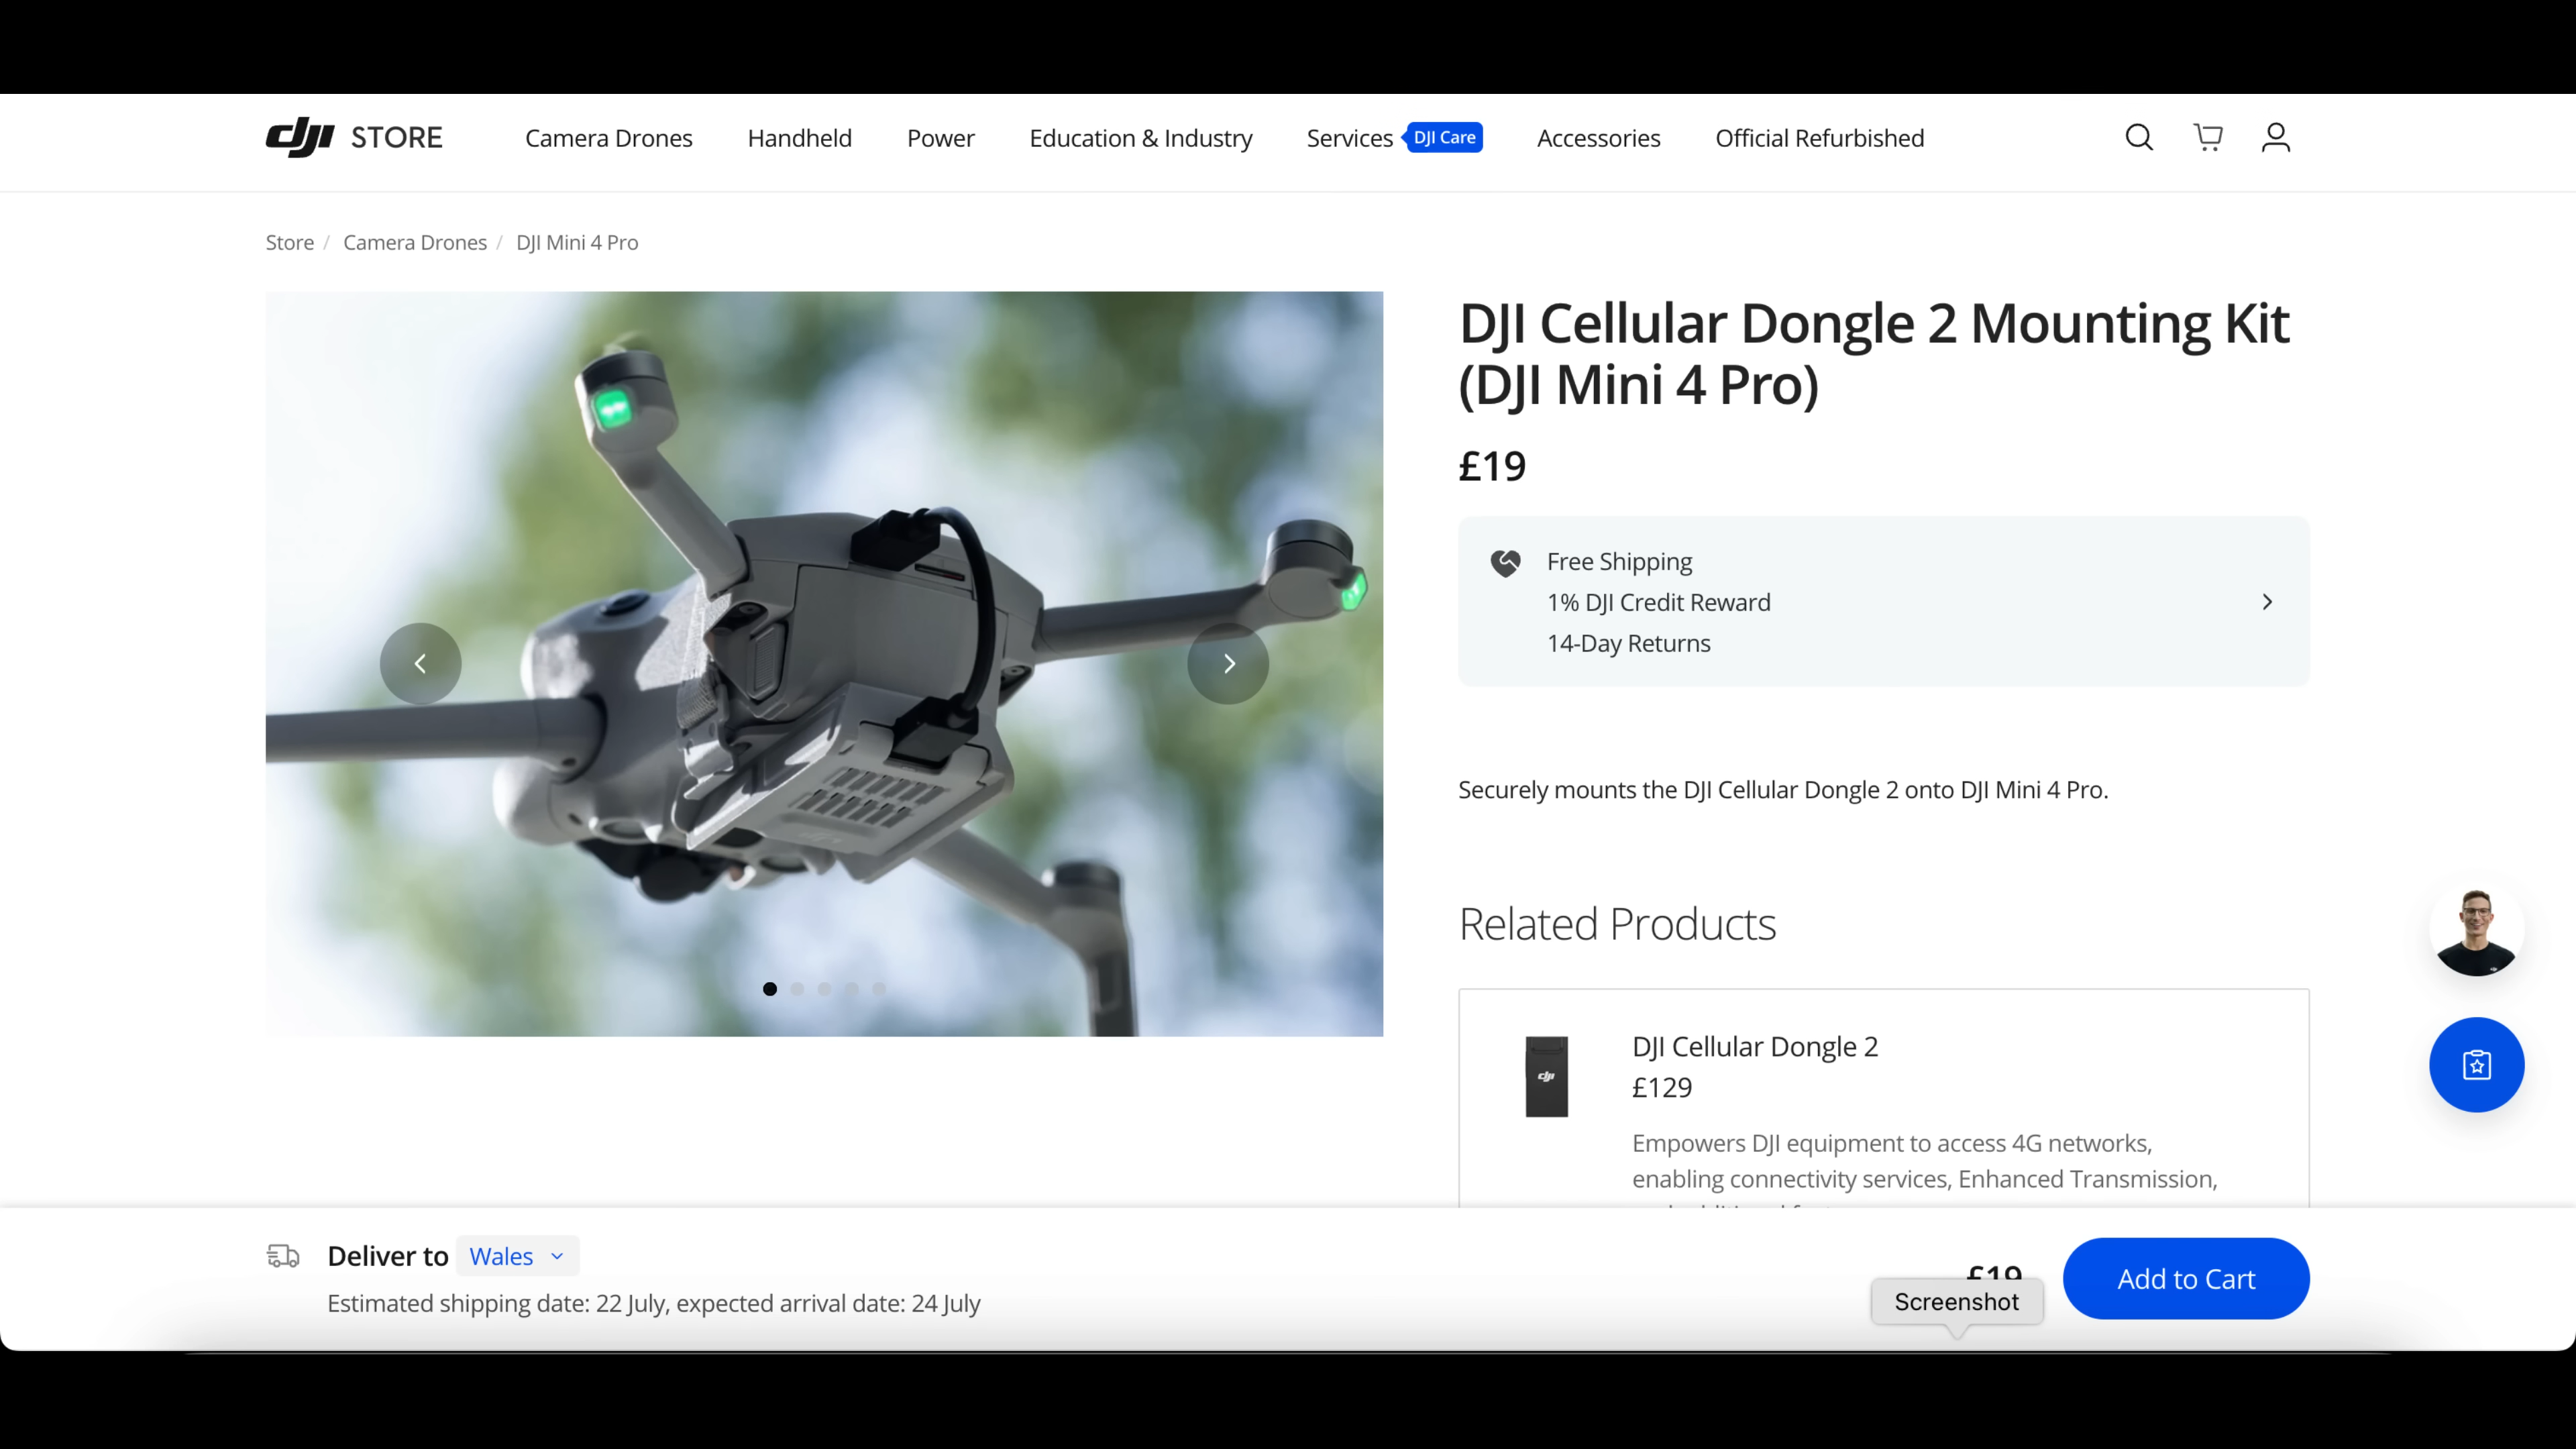 dji STORE
Camera Drones
Handheld
Power
Education & Industry
Services DJI Care
Accessories
Official Refurbished
Store / Camera Drones / DJI Mini 4 Pro
DJI Cellular Dongle 2 Mounting Kit
(DJI Mini 4 Pro)
£19
Free Shipping
1% DJI Credit Reward
14-Day Returns
Securely mounts the DJI Cellular Dongle 2 onto DJI Mini 4 Pro.
Related Products
dji
DJI Cellular Dongle 2
£129
Empowers DJI equipment to access 4G networks,
enabling connectivity services, Enhanced Transmission,
Deliver to Wales
Estimated shipping date: 22 July, expected arrival date: 24 July
£19
Screenshot
Add to Cart